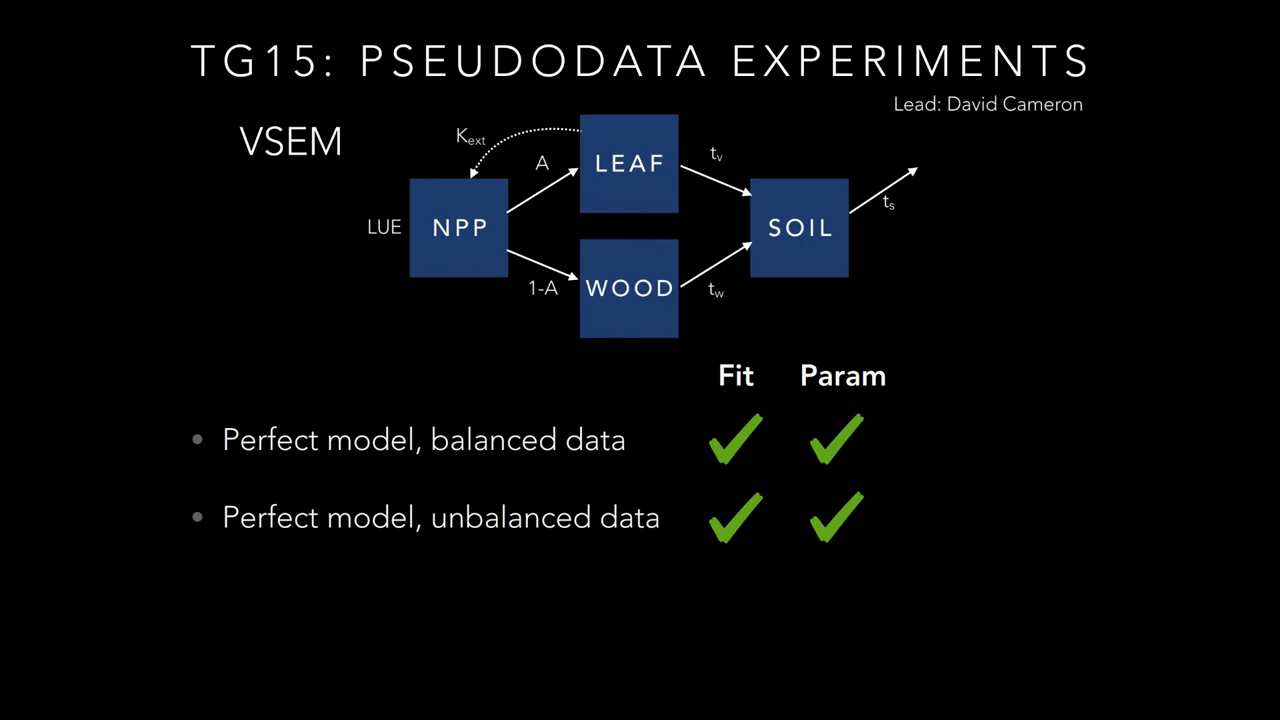 TG15: PSEUDODATA EXPERIMENTS
Lead: David Cameron
VSEM
Kext
A
LEAF
tv
LUE
NPP
SOIL
ts
1-A
WOOD
tw
Fit Param
• Perfect model, balanced data
• Perfect model, unbalanced data